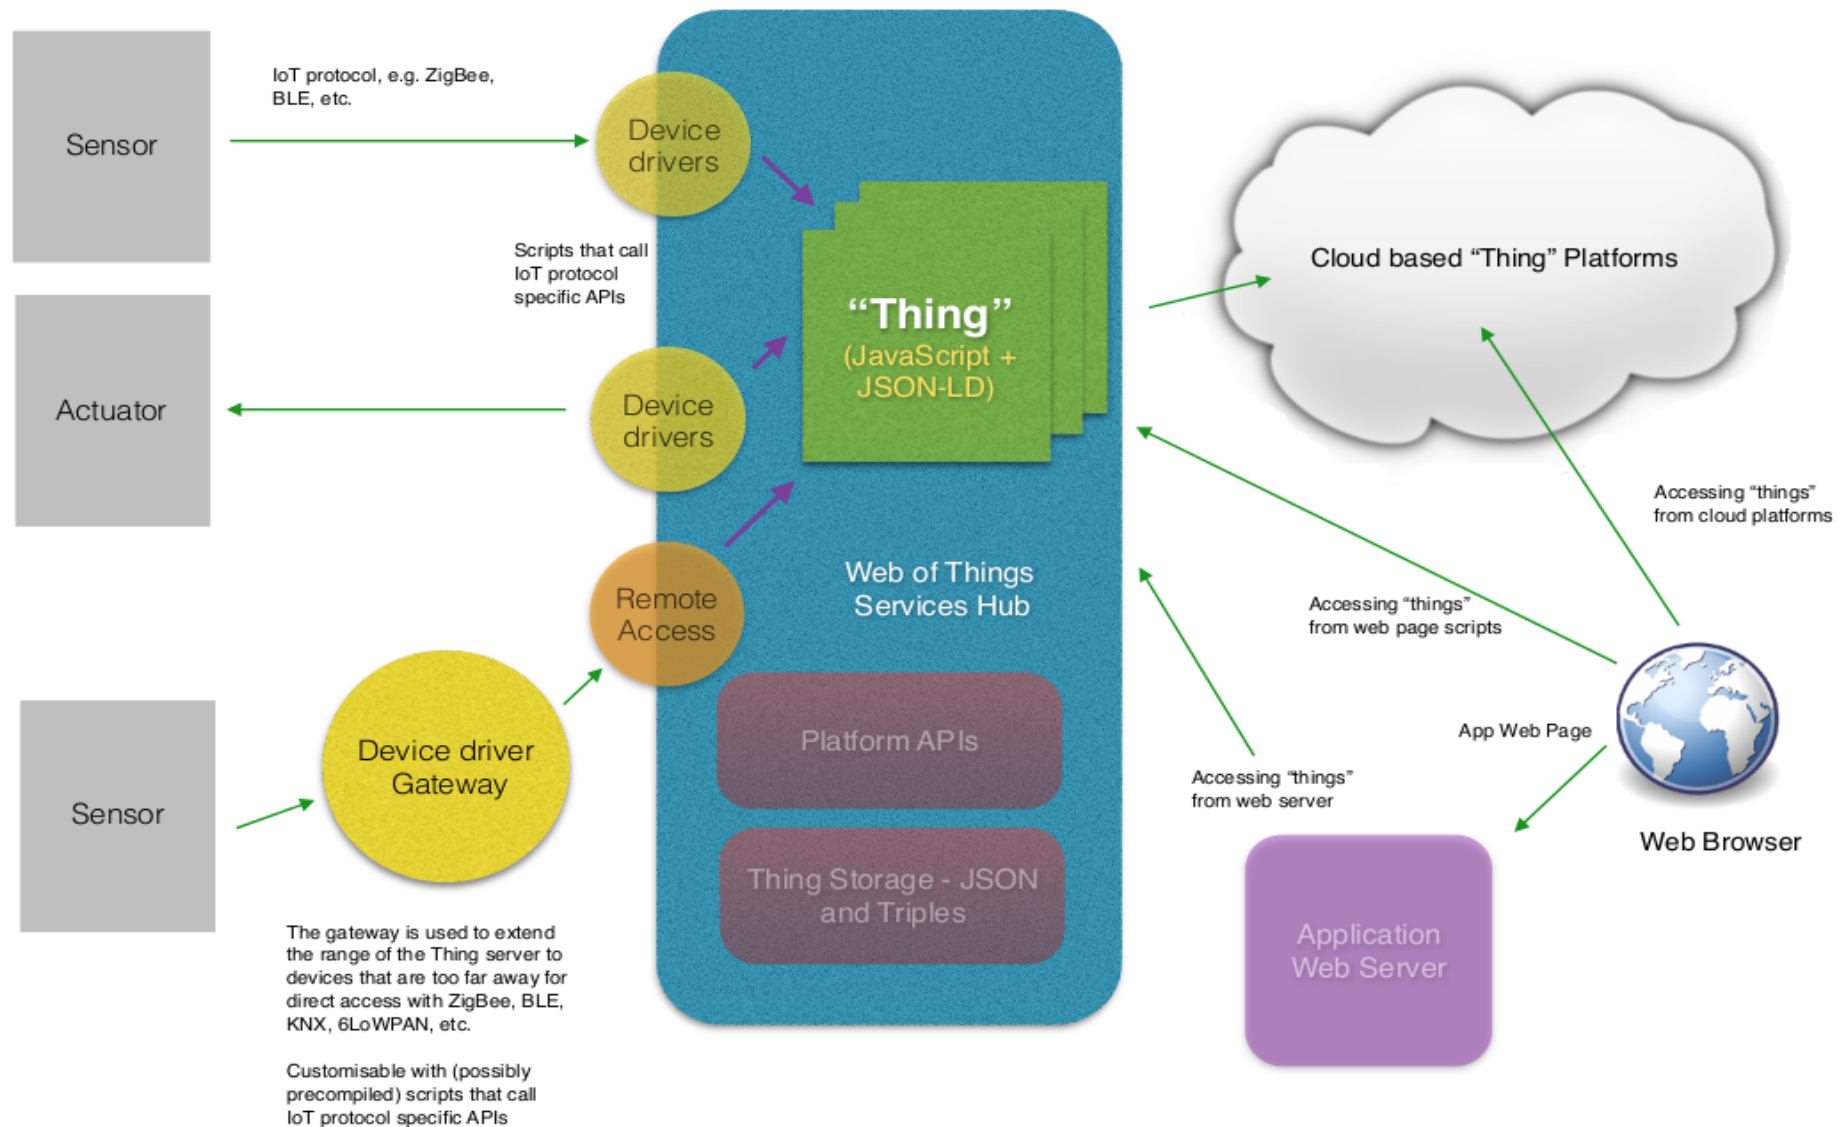 Sensor
IoT protocol, e.g. ZigBee,
BLE, etc.
Device
drivers
Scripts that call
IoT protocol
specific APIs
Actuator
Device
drivers
“Thing”
(JavaScript +
JSON-LD)
Cloud based “Thing” Platforms
Accessing “things”
from cloud platforms
Remote
Access
Web of Things
Services Hub
Accessing “things”
from web page scripts
Sensor
Device driver
Gateway
Platform APIs
App Web Page
Accessing “things”
from web server
Web Browser
Thing Storage - JSON
and Triples
Application
Web Server
The gateway is used to extend
the range of the Thing server to
devices that are too far away for
direct access with ZigBee, BLE,
KNX, 6LoWPAN, etc.
Customisable with (possibly
precompiled) scripts that call
IoT protocol specific APIs